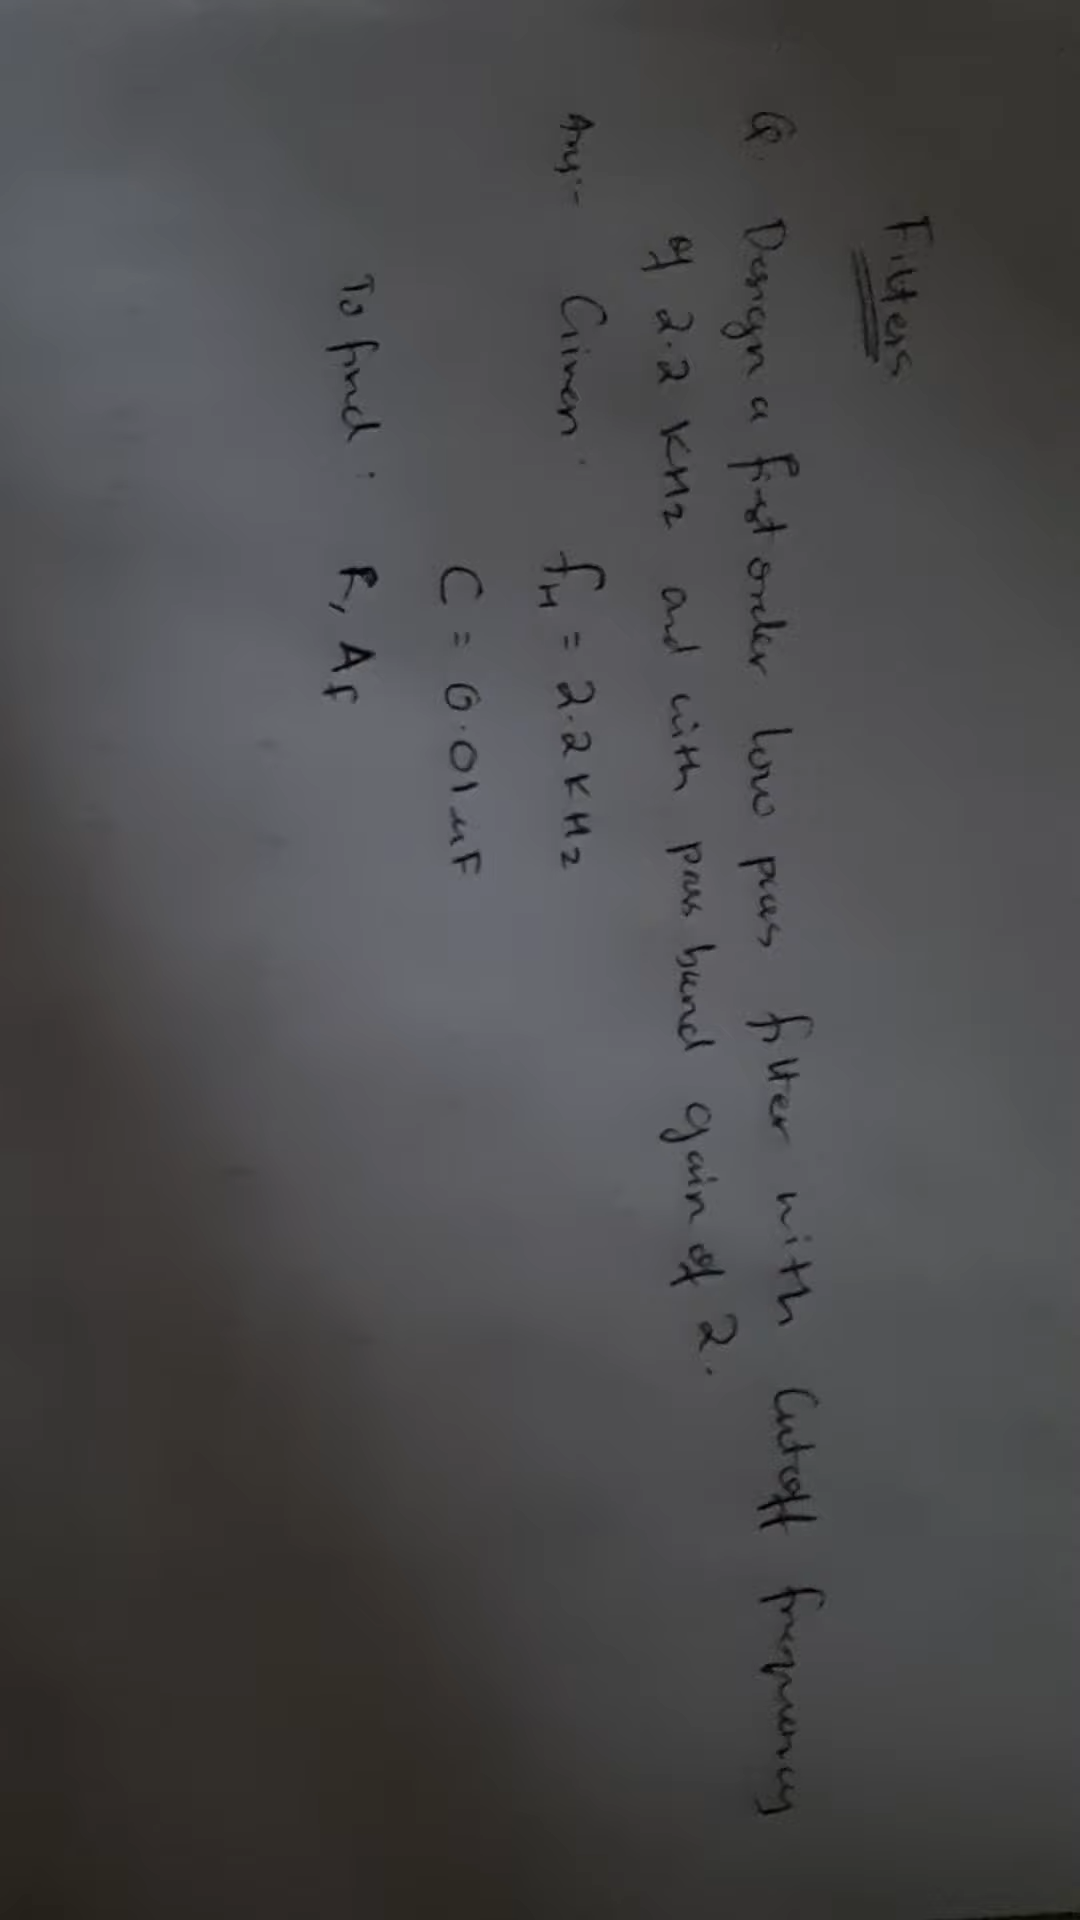 Filters
Q. Design a first order low pass filter with Cutoff frequency
of 2.2 KHz and with pass band gain of 2.
Ans:- Given: fH = 2.2 KHz
C = 0.01 μF
To find: R, AF